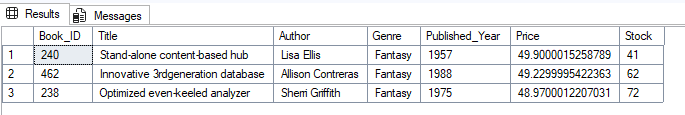 Results Messages
Book_ID Title Author Genre Published_Year Price Stock
1 240 Stand-alone content-based hub Lisa Ellis Fantasy 1957 49.9000015258789 41
2 462 Innovative 3rdgeneration database Allison Contreras Fantasy 1988 49.2299995422363 62
3 238 Optimized even-keeled analyzer Sherri Griffith Fantasy 1975 48.9700012207031 72